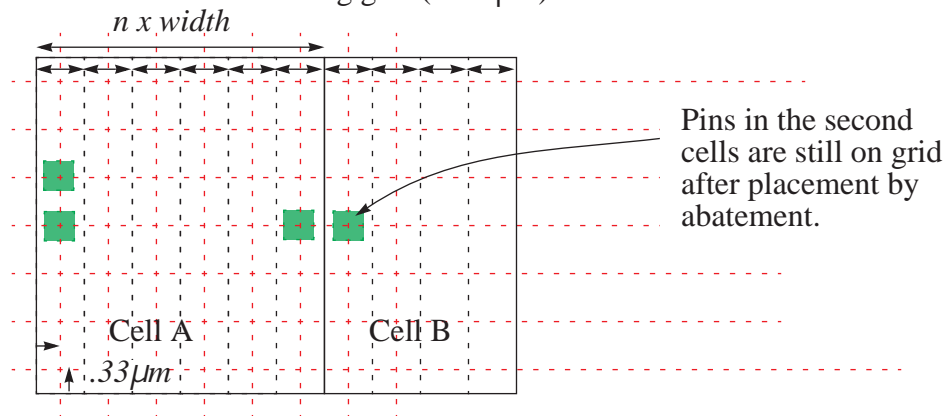 n x width
Pins in the second
cells are still on grid
after placement by
abatement.
Cell A
Cell B
.33μm